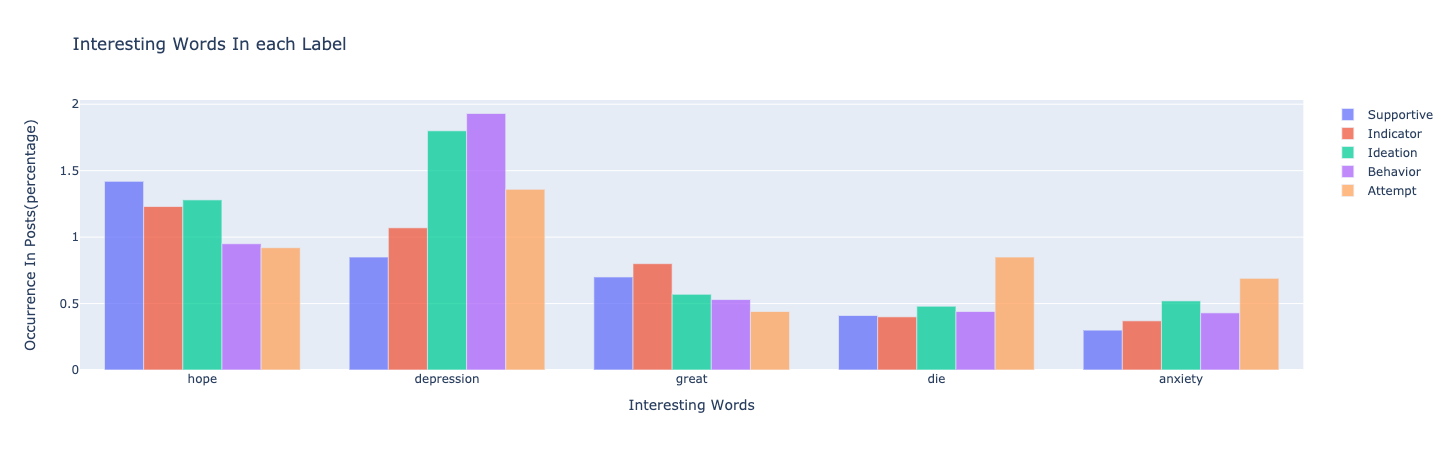 Interesting Words In each Label
Occurrence In Posts(percentage)
2
1.5
1
0.5
0
hope
depression
great
die
anxiety
Interesting Words
Supportive
Indicator
Ideation
Behavior
Attempt